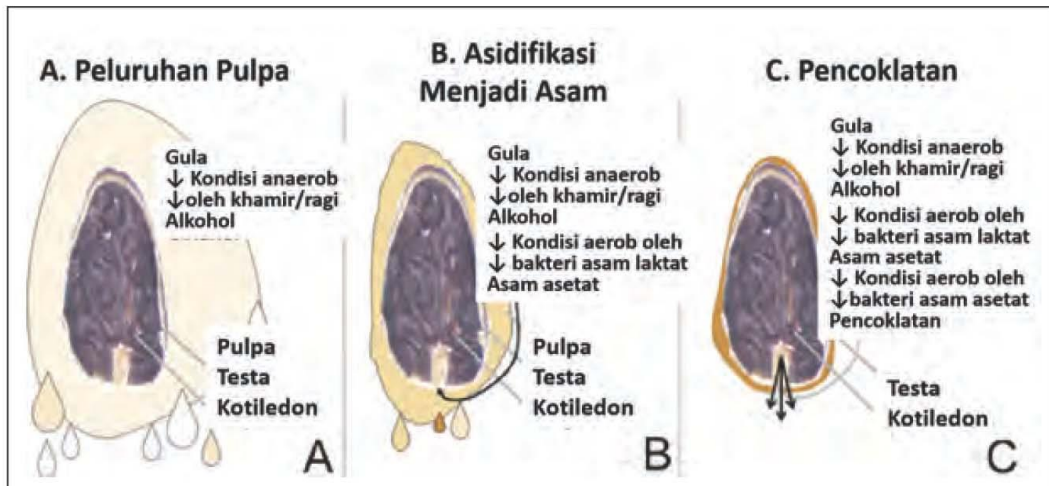 A. Peluruhan Pulpa
Gula
↓ Kondisi anaerob
↓oleh khamir/ragi
Alkohol
Pulpa
Testa
Kotiledon
A
B. Asidifikasi
Menjadi Asam
Gula
↓ Kondisi anaerob
↓oleh khamir/ragi
Alkohol
↓ Kondisi aerob oleh
↓ bakteri asam laktat
Asam asetat
Pulpa
Testa
Kotiledon
B
C. Pencoklatan
Gula
↓ Kondisi anaerob
↓oleh khamir/ragi
Alkohol
↓ Kondisi aerob oleh
↓ bakteri asam laktat
Asam asetat
↓ Kondisi aerob oleh
↓bakteri asam asetat
Pencoklatan
Testa
Kotiledon
C